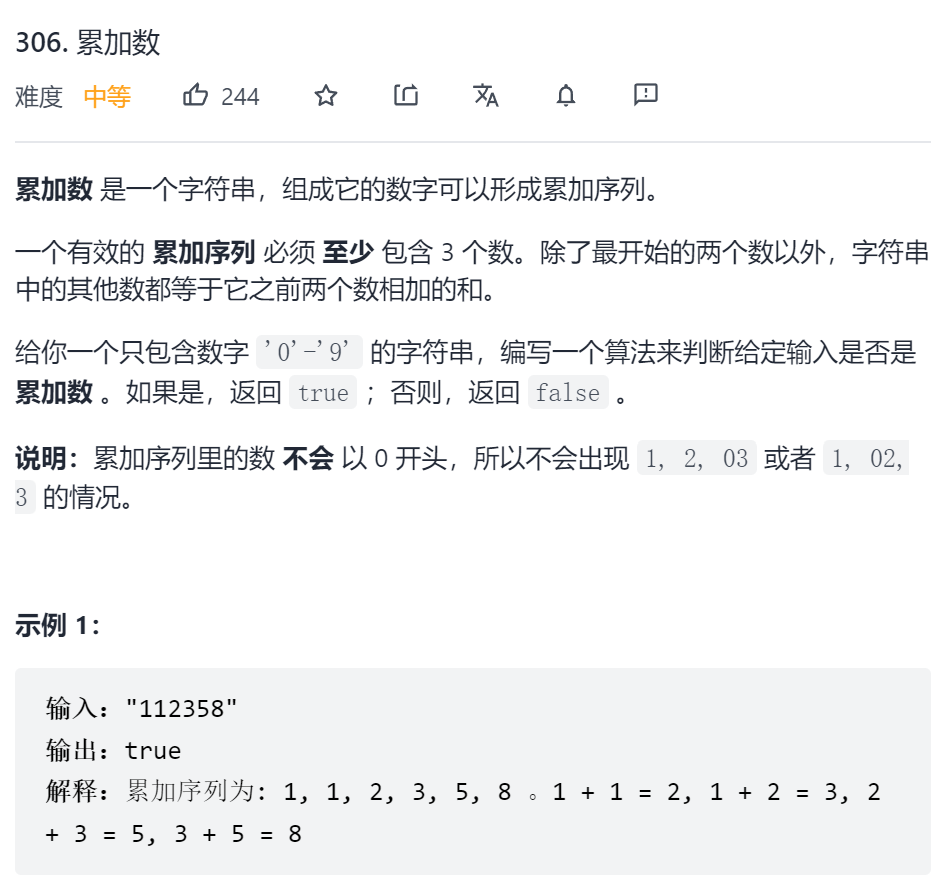 306. 累加数
难度 中等 244
累加数 是一个字符串，组成它的数字可以形成累加序列。
一个有效的 累加序列 必须 至少 包含 3 个数。除了最开始的两个数以外，字符串
中的其他数都等于它之前两个数相加的和。
给你一个只包含数字 '0'-'9' 的字符串，编写一个算法来判断给定输入是否是
累加数 。如果是，返回 true ；否则，返回 false 。
说明：累加序列里的数 不会 以 0 开头，所以不会出现 1, 2, 03 或者 1, 02,
3 的情况。
示例 1：
输入："112358"
输出：true
解释：累加序列为: 1, 1, 2, 3, 5, 8 。1 + 1 = 2, 1 + 2 = 3, 2
+ 3 = 5, 3 + 5 = 8